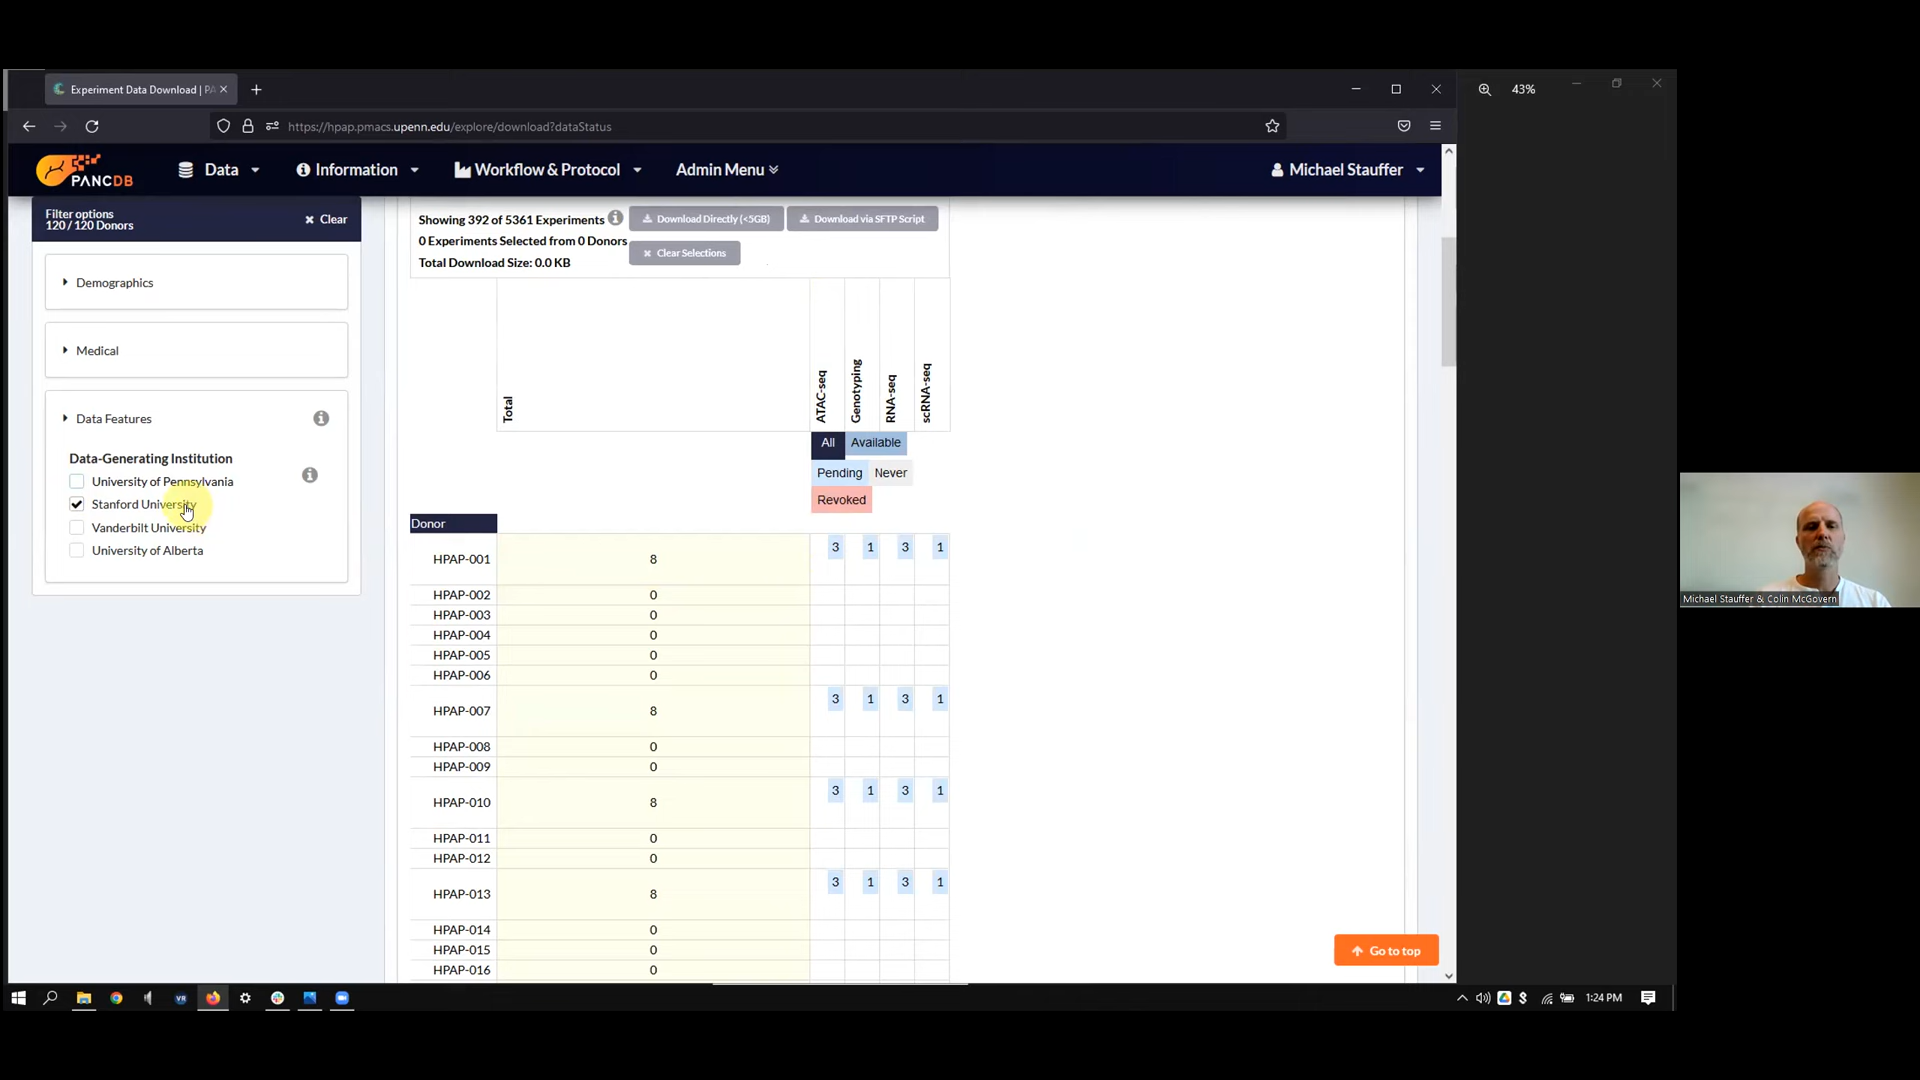 Experiment Data Download | PA
43%
https://hpap.pmacs.upenn.edu/explore/download?dataStatus
PANCDB
Data
Information
Workflow & Protocol
Admin Menu
Michael Stauffer
Filter options
120 / 120 Donors
Clear
Demographics
Medical
Data Features
Data-Generating Institution
University of Pennsylvania
Stanford University
Vanderbilt University
University of Alberta
Showing 392 of 5361 Experiments
Download Directly (<5GB)
Download via SFTP Script
0 Experiments Selected from 0 Donors
Clear Selections
Total Download Size: 0.0 KB
Total
ATAC-seq
Genotyping
RNA-seq
scRNA-seq
All
Available
Pending
Never
Revoked
Donor
HPAP-001 8 3 1 3 1
HPAP-002 0
HPAP-003 0
HPAP-004 0
HPAP-005 0
HPAP-006 0
HPAP-007 8 3 1 3 1
HPAP-008 0
HPAP-009 0
HPAP-010 8 3 1 3 1
HPAP-011 0
HPAP-012 0
HPAP-013 8 3 1 3 1
HPAP-014 0
HPAP-015 0
HPAP-016 0
Go to top
Michael Stauffer & Colin McGovern
VR
1:24 PM